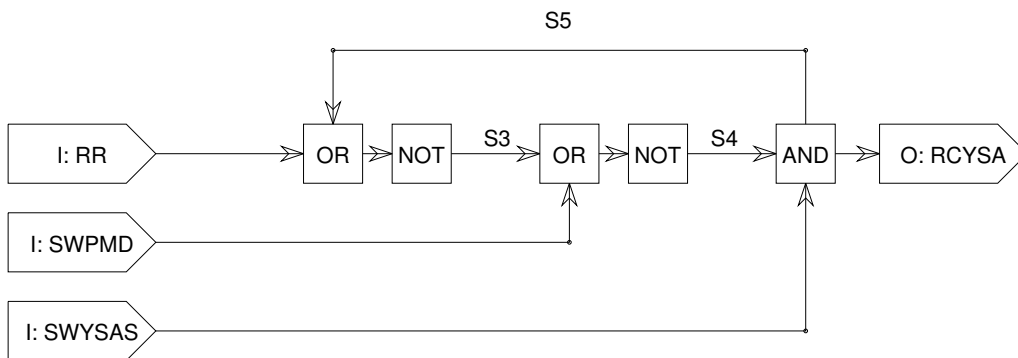 S5
I: RR
OR
NOT
S3
OR
NOT
S4
AND
O: RCYSA
I: SWPMD
I: SWYSAS